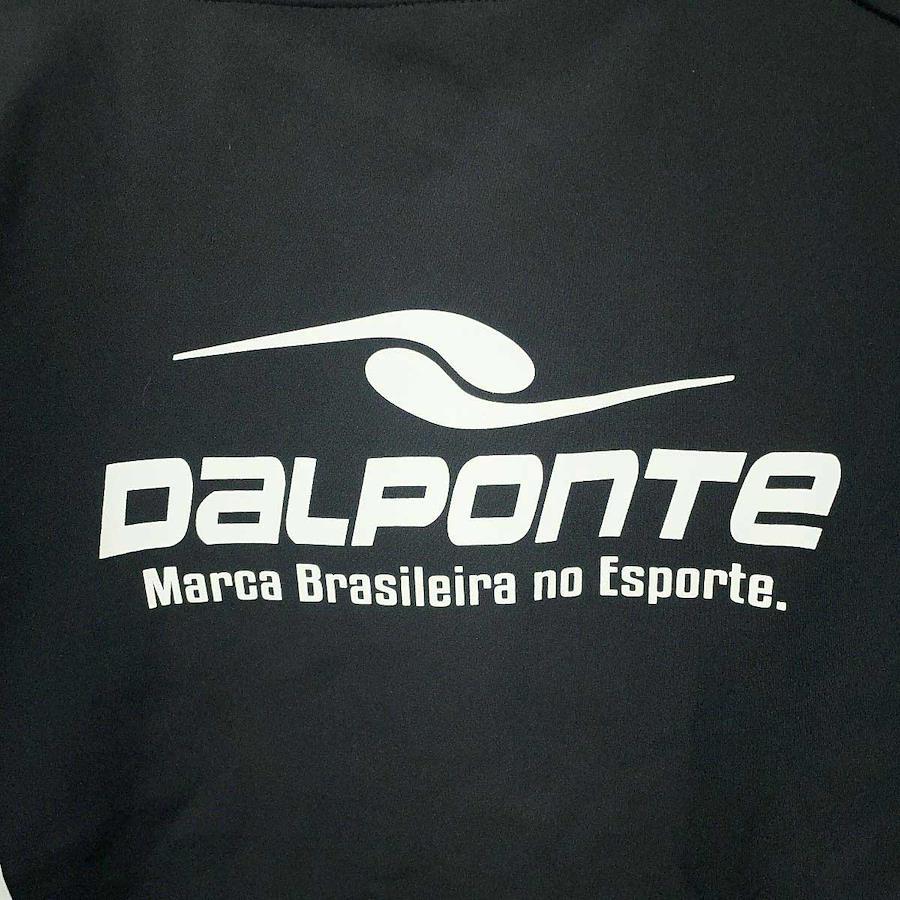 DALPONTE
Marca Brasileira no Esporte.